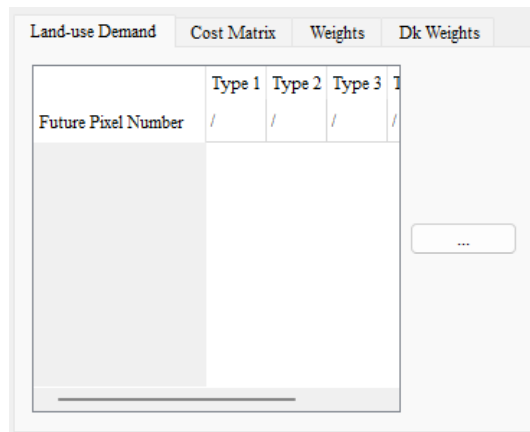 Land-use Demand Cost Matrix Weights Dk Weights
Type 1 Type 2 Type 3 T
Future Pixel Number / / / /
...